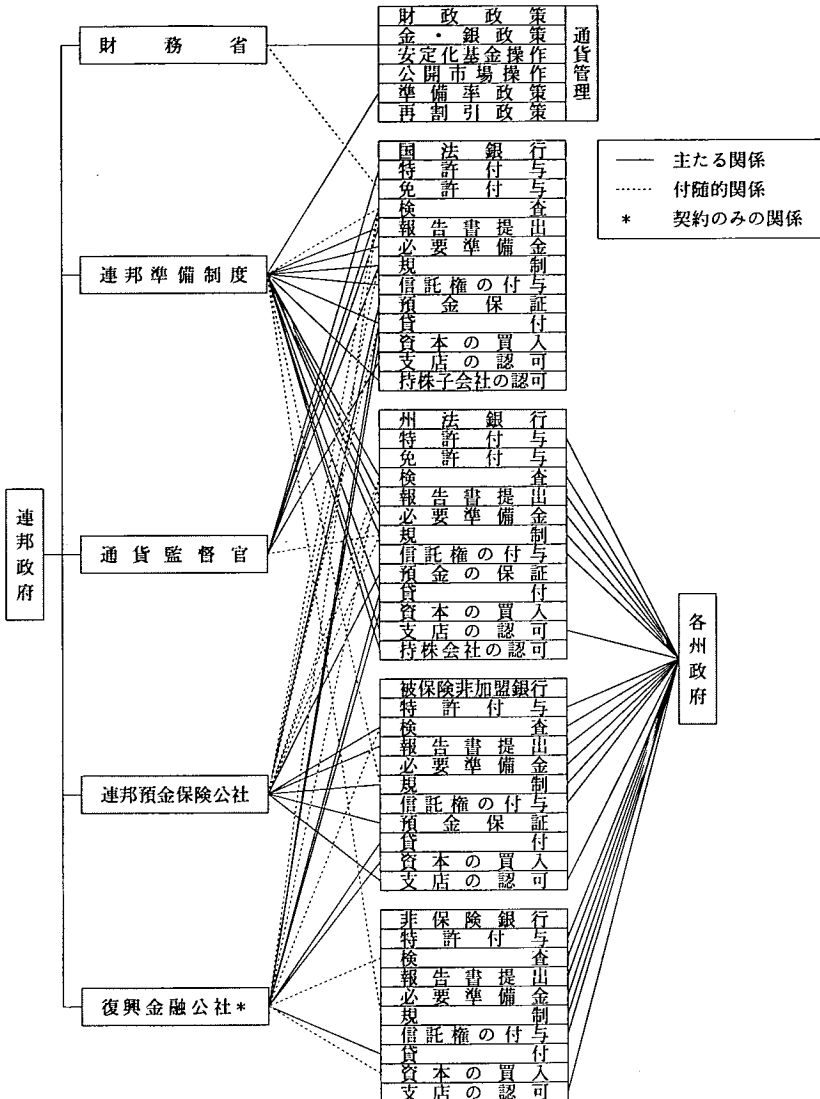 連邦政府
財務省
連邦準備制度
通貨監督官
連邦預金保険公社
復興金融公社*
財政政策
金・銀政策
安定化基金操作
公開市場操作
準備率政策
再割引政策
通貨管理
国法銀行
特許付与
免許付与
検査
報告書提出
必要準備金
規制
信託権の付与
預金保証
貸付
資本の買入
支店の認可
持株子会社の認可
州法銀行
特許付与
免許付与
検査
報告書提出
必要準備金
規制
信託権の付与
預金の保証
貸付
資本の買入
支店の認可
持株会社の認可
被保険非加盟銀行
特許付与
検査
報告書提出
必要準備金
規制
信託権の付与
預金保証
貸付
資本の買入
支店の認可
非保険銀行
特許付与
検査
報告書提出
必要準備金
規制
信託権の付与
貸付
資本の買入
支店の認可
主たる関係
付随的関係
* 契約のみの関係
各州政府